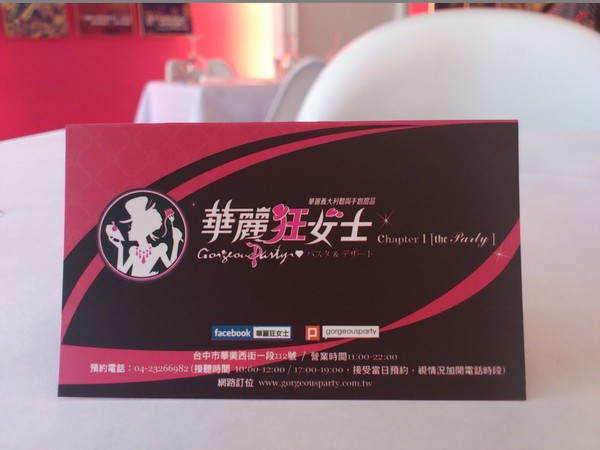 華麗義大利麵與手創甜品
華麗狂女士 Chapter 1 [the Party]
Gorgeous Party パスタ & デザート
facebook 華麗狂女士 P gorgeousparty
台中市華美西街一段112號 / 營業時間11:00-22:00
預約電話：04-23266982 (接聽時間 10:00-12:00 / 17:00-19:00，接受當日預約，視情況加開電話時段)
網路訂位 www.gorgeousparty.com.tw